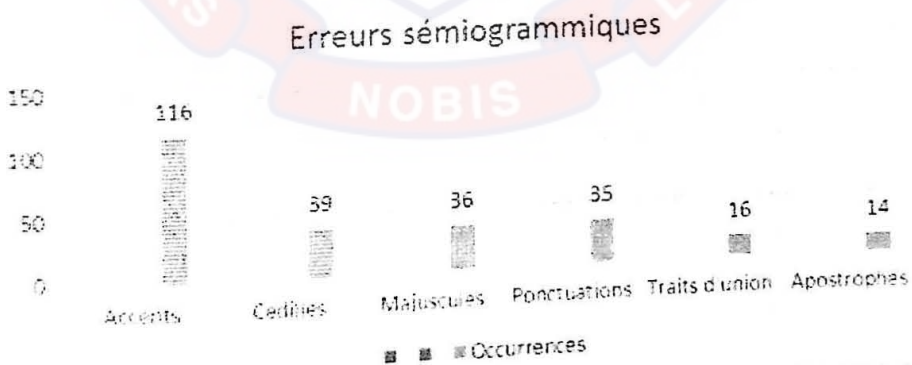 Erreurs sémiogrammiques
NOBIS
150
116
100
39
36
35
50
16
14
0
Accents
Cédilles
Majuscules
Ponctuations
Traits d'union
Apostrophes
Occurrences